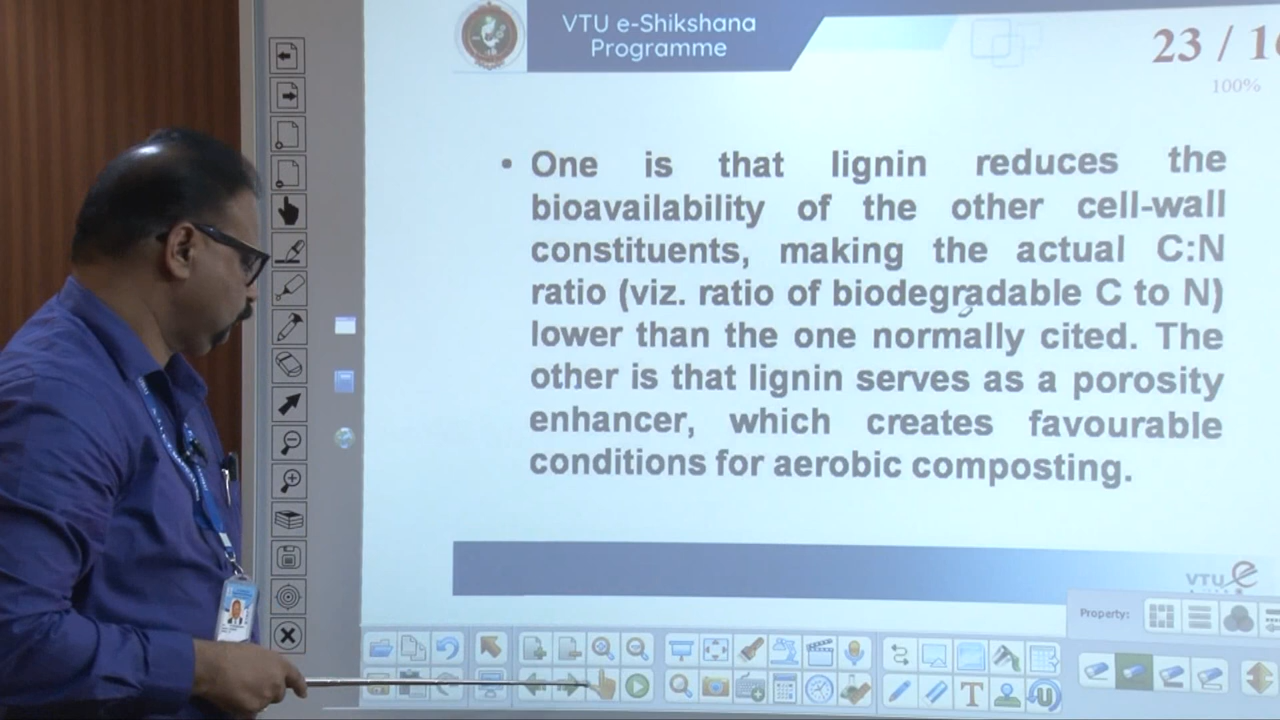 VTU e-Shikshana
Programme
23 / 16
100%
• One is that lignin reduces the
bioavailability of the other cell-wall
constituents, making the actual C:N
ratio (viz. ratio of biodegradable C to N)
lower than the one normally cited. The
other is that lignin serves as a porosity
enhancer, which creates favourable
conditions for aerobic composting.
VTU e
Property:
T